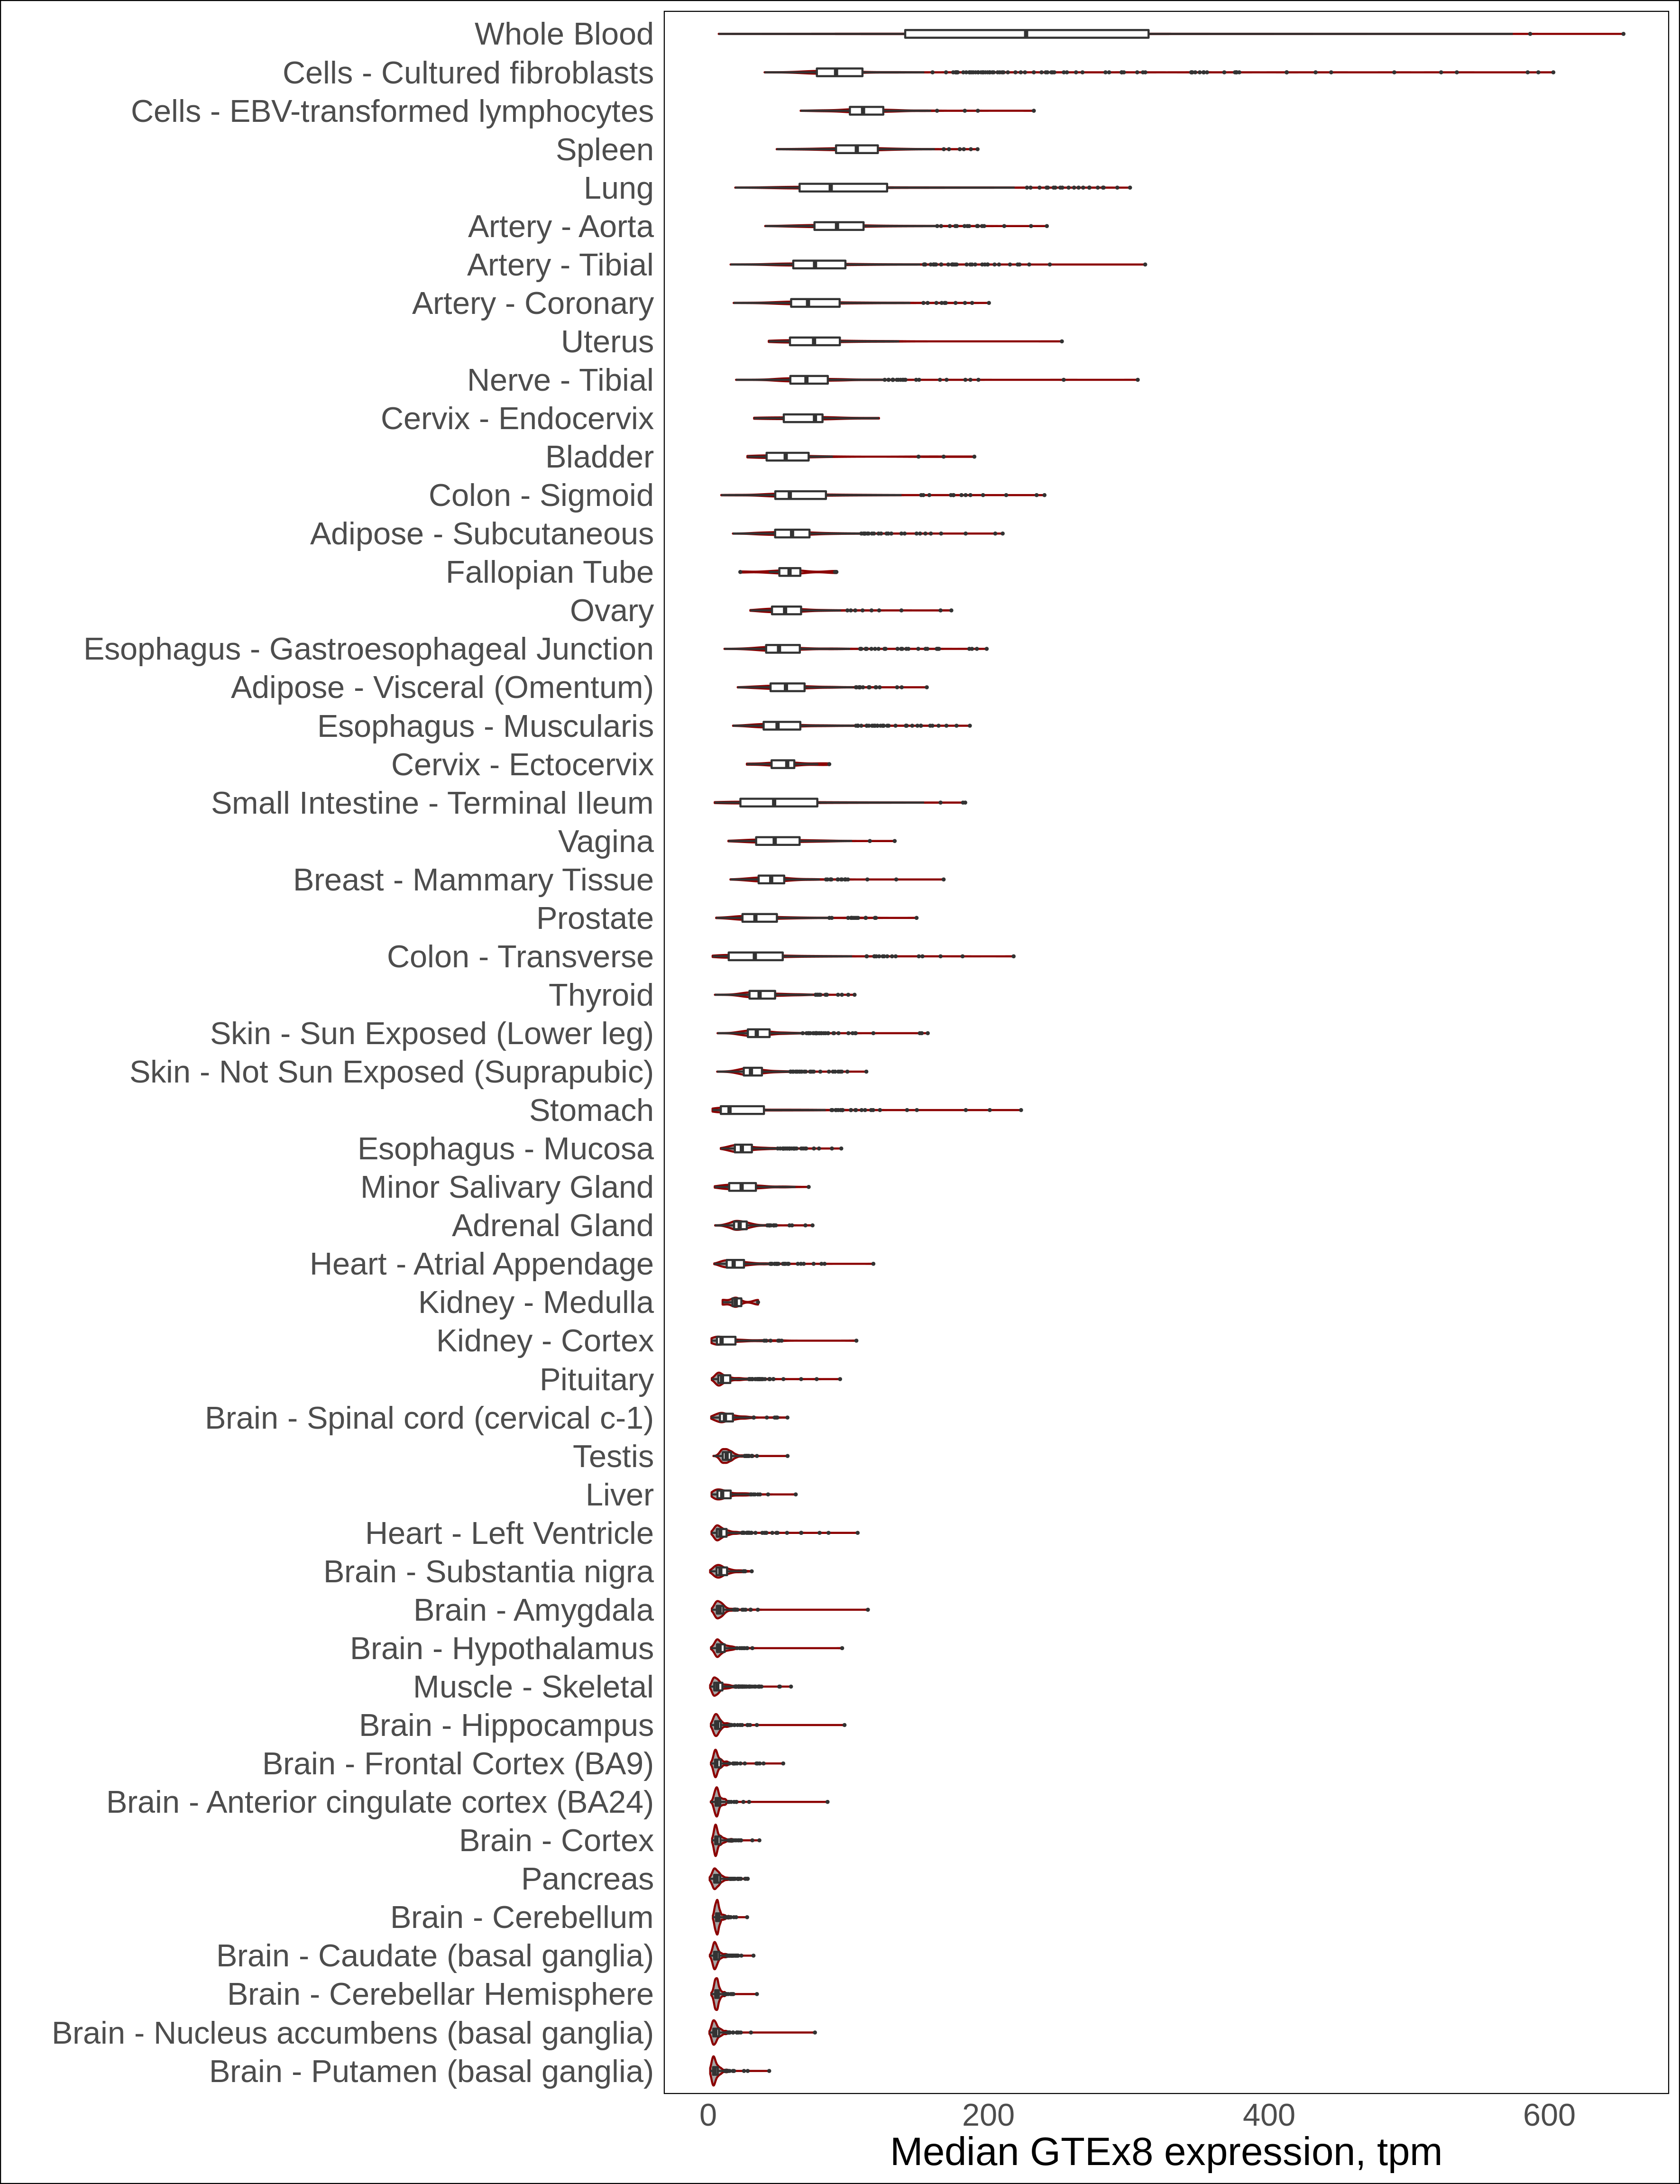 Whole Blood
Cells - Cultured fibroblasts
Cells - EBV-transformed lymphocytes
Spleen
Lung
Artery - Aorta
Artery - Tibial
Artery - Coronary
Uterus
Nerve - Tibial
Cervix - Endocervix
Bladder
Colon - Sigmoid
Adipose - Subcutaneous
Fallopian Tube
Ovary
Esophagus - Gastroesophageal Junction
Adipose - Visceral (Omentum)
Esophagus - Muscularis
Cervix - Ectocervix
Small Intestine - Terminal Ileum
Vagina
Breast - Mammary Tissue
Prostate
Colon - Transverse
Thyroid
Skin - Sun Exposed (Lower leg)
Skin - Not Sun Exposed (Suprapubic)
Stomach
Esophagus - Mucosa
Minor Salivary Gland
Adrenal Gland
Heart - Atrial Appendage
Kidney - Medulla
Kidney - Cortex
Pituitary
Brain - Spinal cord (cervical c-1)
Testis
Liver
Heart - Left Ventricle
Brain - Substantia nigra
Brain - Amygdala
Brain - Hypothalamus
Muscle - Skeletal
Brain - Hippocampus
Brain - Frontal Cortex (BA9)
Brain - Anterior cingulate cortex (BA24)
Brain - Cortex
Pancreas
Brain - Cerebellum
Brain - Caudate (basal ganglia)
Brain - Cerebellar Hemisphere
Brain - Nucleus accumbens (basal ganglia)
Brain - Putamen (basal ganglia)
0 200 400 600
Median GTEx8 expression, tpm